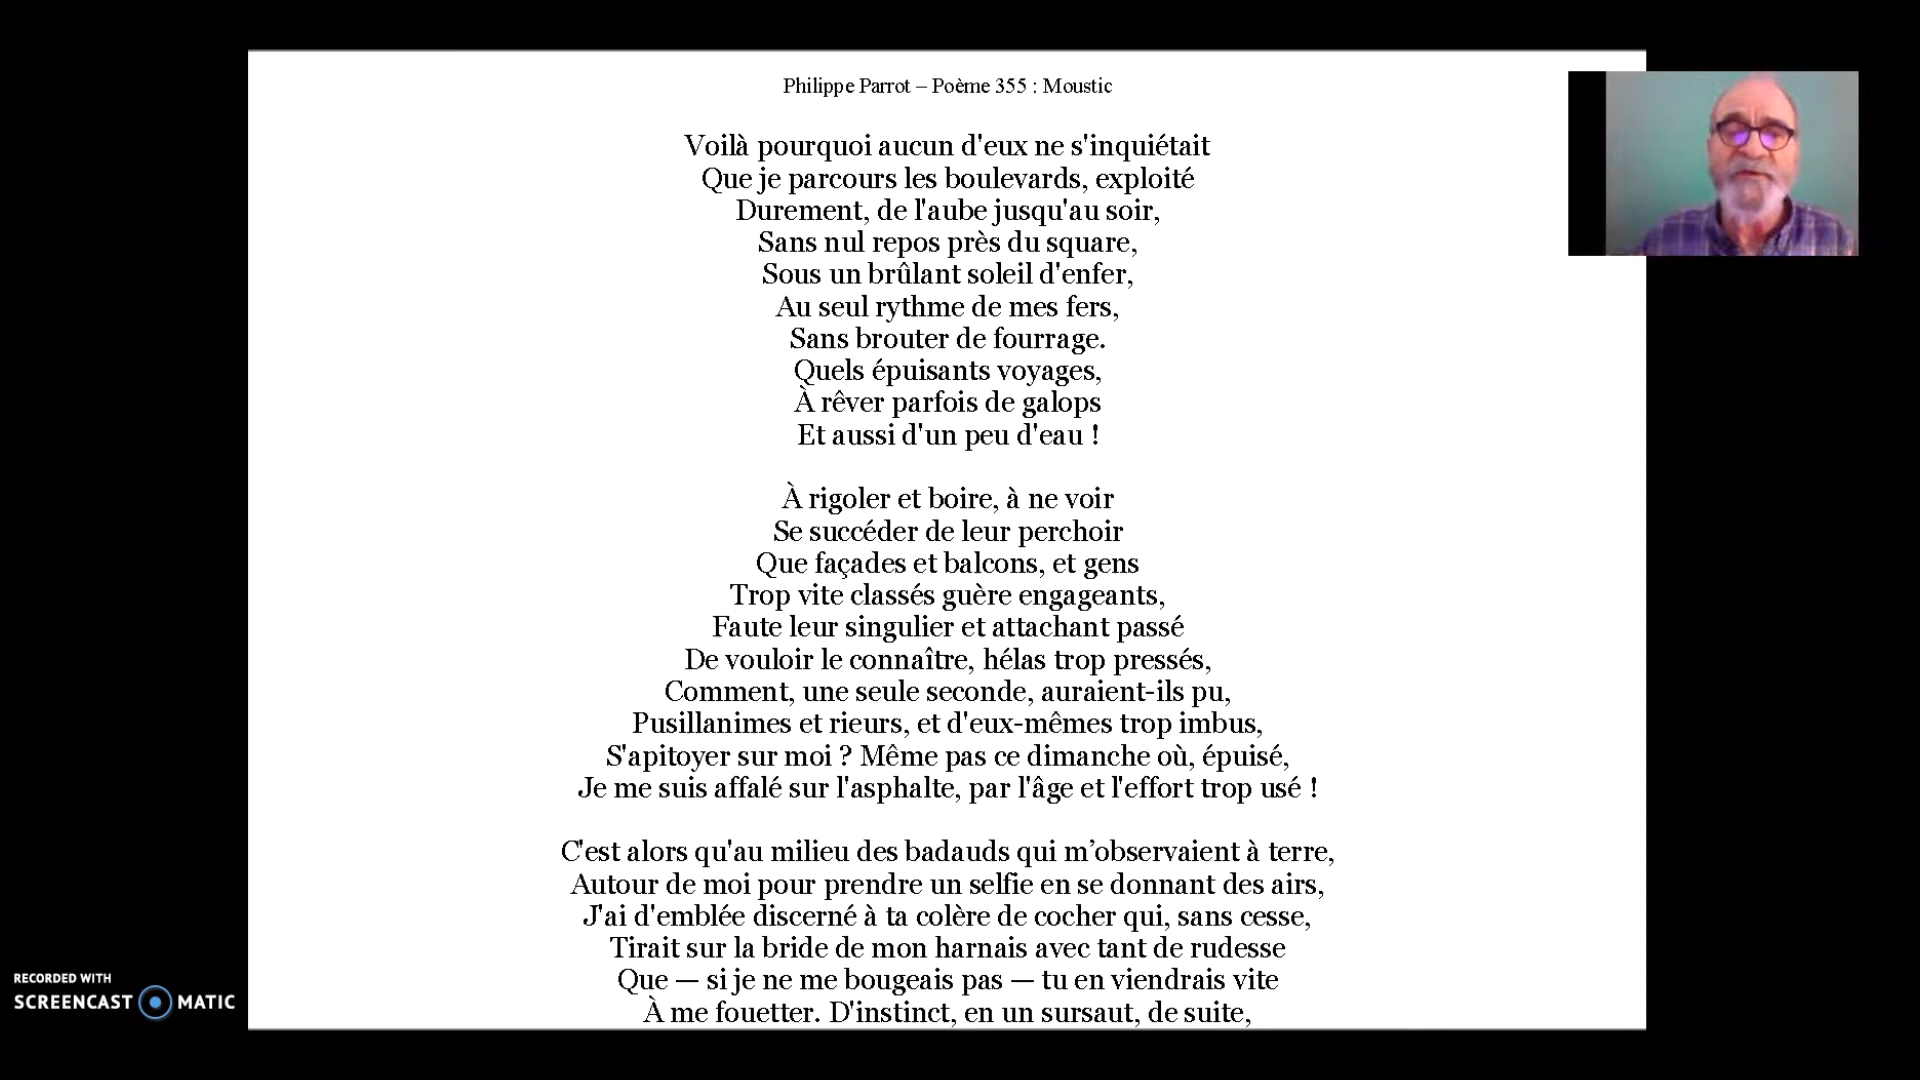 Philippe Parrot – Poème 355 : Moustic
Voilà pourquoi aucun d'eux ne s'inquiétait
Que je parcours les boulevards, exploité
Durement, de l'aube jusqu'au soir,
Sans nul repos près du square,
Sous un brûlant soleil d'enfer,
Au seul rythme de mes fers,
Sans brouter de fourrage.
Quels épuisants voyages,
À rêver parfois de galops
Et aussi d'un peu d'eau !
À rigoler et boire, à ne voir
Se succéder de leur perchoir
Que façades et balcons, et gens
Trop vite classés guère engageants,
Faute leur singulier et attachant passé
De vouloir le connaître, hélas trop pressés,
Comment, une seule seconde, auraient-ils pu,
Pusillanimes et rieurs, et d'eux-mêmes trop imbus,
S'apitoyer sur moi ? Même pas ce dimanche où, épuisé,
Je me suis affalé sur l'asphalte, par l'âge et l'effort trop usé !
C'est alors qu'au milieu des badauds qui m’observaient à terre,
Autour de moi pour prendre un selfie en se donnant des airs,
J'ai d'emblée discerné à ta colère de cocher qui, sans cesse,
Tirait sur la bride de mon harnais avec tant de rudesse
Que — si je ne me bougeais pas — tu en viendrais vite
À me fouetter. D'instinct, en un sursaut, de suite,
RECORDED WITH
SCREENCAST MATIC